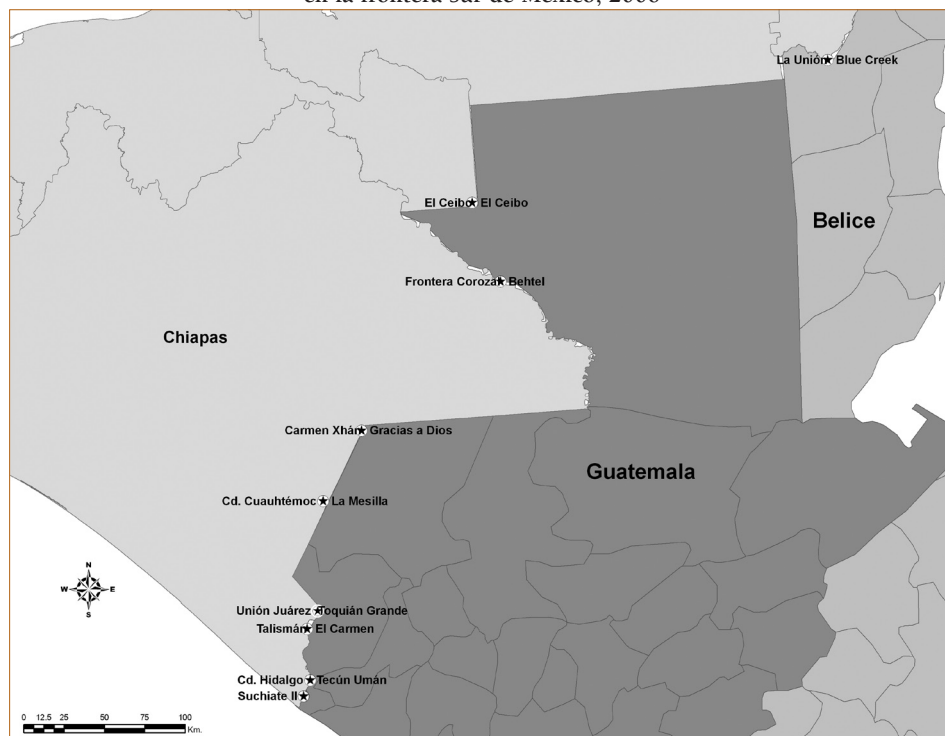 en la frontera sur de México, 2006
La Unión Blue Creek
El Ceibo El Ceibo
Belice
Frontera Corozal Behtel
Chiapas
Carmen Xhán Gracias a Dios
Guatemala
Cd. Cuauhtémoc La Mesilla
N
W E
S
Unión Juárez Toquián Grande
Talismán El Carmen
Cd. Hidalgo Tecún Umán
Suchiate II
0 12.5 25 50 75 100
Km.